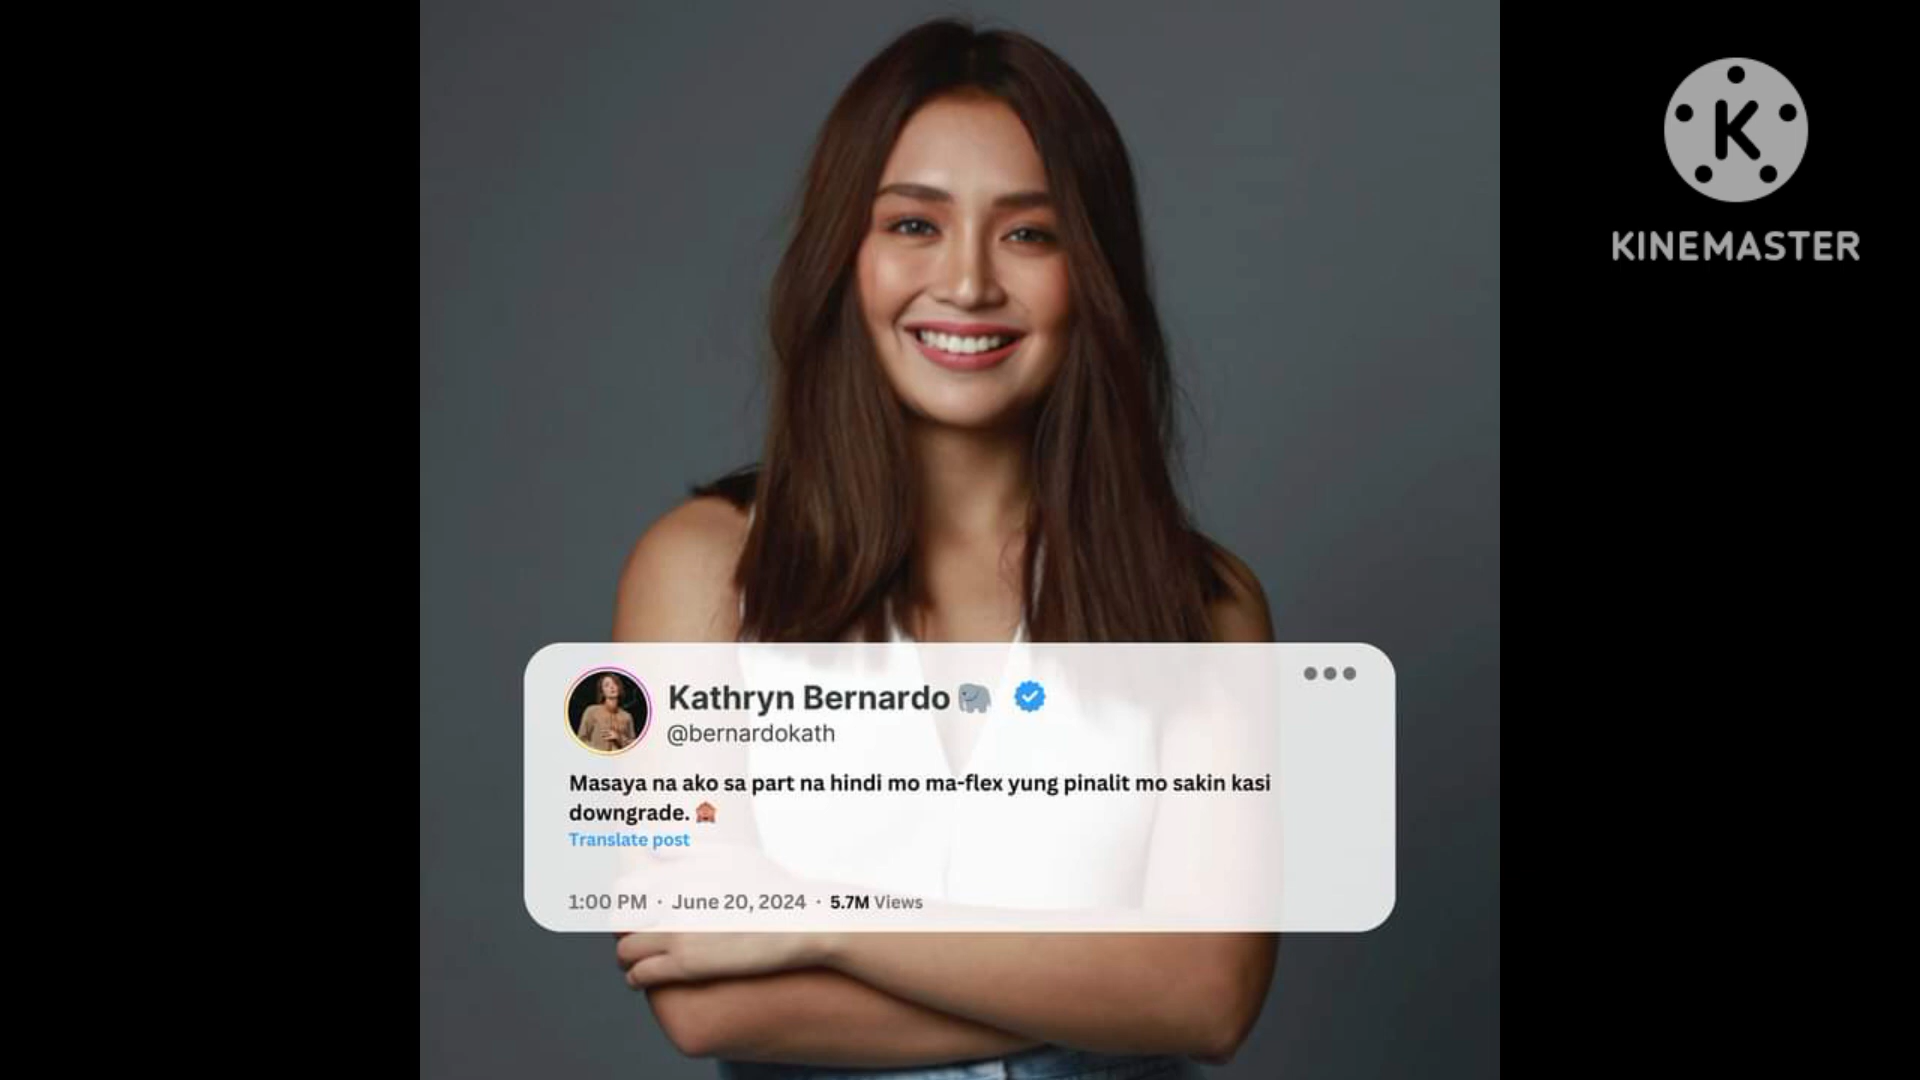 K
KINEMASTER
Kathryn Bernardo
@bernardokath
Masaya na ako sa part na hindi mo ma-flex yung pinalit mo sakin kasi
downgrade.
Translate post
1:00 PM · June 20, 2024 · 5.7M Views